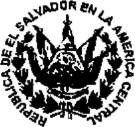 REPUBLICA DE EL SALVADOR EN LA AMERICA CENTRAL